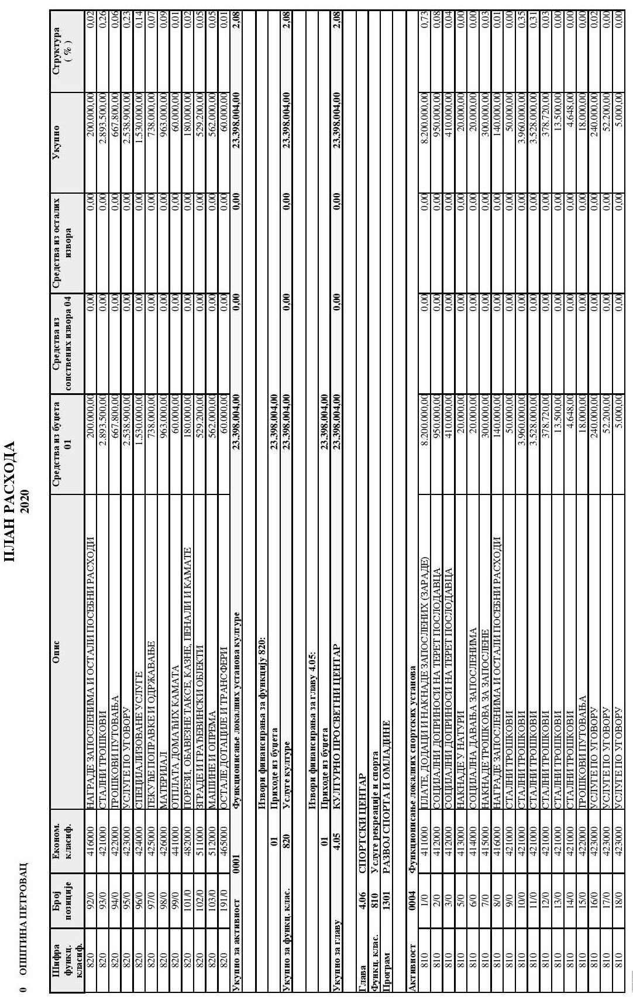 ПЛАН РАСХОДА
2020
0 ОПШТИНА ПЕТРОВАЦ
Шифра функц. класиф. Број позиције Економ. класиф. Опис Средства из буџета 01 Средства из сопствених извора 04 Средства из осталих извора Укупно Структура ( % )
820 92/0 416000 НАГРАДЕ ЗАПОСЛЕНИМА И ОСТАЛИ ПОСЕБНИ РАСХОДИ 200.000,00 0,00 0,00 200.000,00 0,02
820 93/0 421000 СТАЛНИ ТРОШКОВИ 2.893.500,00 0,00 0,00 2.893.500,00 0,26
820 94/0 422000 ТРОШКОВИ ПУТОВАЊА 667.800,00 0,00 0,00 667.800,00 0,06
820 95/0 423000 УСЛУГЕ ПО УГОВОРУ 2.538.900,00 0,00 0,00 2.538.900,00 0,23
820 96/0 424000 СПЕЦИЈАЛИЗОВАНЕ УСЛУГЕ 1.530.000,00 0,00 0,00 1.530.000,00 0,14
820 97/0 425000 ТЕКУЋЕ ПОПРАВКЕ И ОДРЖАВАЊЕ 738.000,00 0,00 0,00 738.000,00 0,07
820 98/0 426000 МАТЕРИЈАЛ 963.000,00 0,00 0,00 963.000,00 0,09
820 99/0 441000 ОТПЛАТА ДОМАЋИХ КАМАТА 60.000,00 0,00 0,00 60.000,00 0,01
820 101/0 482000 ПОРЕЗИ, ОБАВЕЗНЕ ТАКСЕ, КАЗНЕ, ПЕНАЛИ И КАМАТЕ 180.000,00 0,00 0,00 180.000,00 0,02
820 102/0 511000 ЗГРАДЕ И ГРАЂЕВИНСКИ ОБЈЕКТИ 529.200,00 0,00 0,00 529.200,00 0,05
820 103/0 512000 МАШИНЕ И ОПРЕМА 562.000,00 0,00 0,00 562.000,00 0,05
820 191/0 465000 ОСТАЛЕ ДОТАЦИЈЕ И ТРАНСФЕРИ 60.000,00 0,00 0,00 60.000,00 0,01
Укупно за активност 0001 Функционисање локалних установа културе 23.398.004,00 0,00 0,00 23.398.004,00 2,08
Извори финансирања за функцију 820:
01 Приходе из буџета 23.398.004,00
Укупно за функц. клас. 820 Услуге културе 23.398.004,00 0,00 0,00 23.398.004,00 2,08
Извори финансирања за главу 4.05:
01 Приходе из буџета 23.398.004,00
Укупно за главу 4.05 КУЛТУРНО ПРОСВЕТНИ ЦЕНТАР 23.398.004,00 0,00 0,00 23.398.004,00 2,08
Глава 4.06 СПОРТСКИ ЦЕНТАР
Функц. клас. 810 Услуге рекреације и спорта
Програм 1301 РАЗВОЈ СПОРТА И ОМЛАДИНЕ
Активност 0004 Функционисање локалних спортских установа
810 1/0 411000 ПЛАТЕ, ДОДАЦИ И НАКНАДЕ ЗАПОСЛЕНИХ (ЗАРАДЕ) 8.200.000,00 0,00 0,00 8.200.000,00 0,73
810 2/0 412000 СОЦИЈАЛНИ ДОПРИНОСИ НА ТЕРЕТ ПОСЛОДАВЦА 950.000,00 0,00 0,00 950.000,00 0,08
810 3/0 412000 СОЦИЈАЛНИ ДОПРИНОСИ НА ТЕРЕТ ПОСЛОДАВЦА 410.000,00 0,00 0,00 410.000,00 0,04
810 5/0 413000 НАКНАДЕ У НАТУРИ 20.000,00 0,00 0,00 20.000,00 0,00
810 6/0 414000 СОЦИЈАЛНА ДАВАЊА ЗАПОСЛЕНИМА 20.000,00 0,00 0,00 20.000,00 0,00
810 7/0 415000 НАКНАДЕ ТРОШКОВА ЗА ЗАПОСЛЕНЕ 300.000,00 0,00 0,00 300.000,00 0,03
810 8/0 416000 НАГРАДЕ ЗАПОСЛЕНИМА И ОСТАЛИ ПОСЕБНИ РАСХОДИ 140.000,00 0,00 0,00 140.000,00 0,01
810 9/0 421000 СТАЛНИ ТРОШКОВИ 50.000,00 0,00 0,00 50.000,00 0,00
810 10/0 421000 СТАЛНИ ТРОШКОВИ 3.960.000,00 0,00 0,00 3.960.000,00 0,35
810 11/0 421000 СТАЛНИ ТРОШКОВИ 3.528.000,00 0,00 0,00 3.528.000,00 0,31
810 12/0 421000 СТАЛНИ ТРОШКОВИ 378.720,00 0,00 0,00 378.720,00 0,03
810 13/0 421000 СТАЛНИ ТРОШКОВИ 13.500,00 0,00 0,00 13.500,00 0,00
810 14/0 421000 СТАЛНИ ТРОШКОВИ 4.648,00 0,00 0,00 4.648,00 0,00
810 15/0 422000 ТРОШКОВИ ПУТОВАЊА 18.000,00 0,00 0,00 18.000,00 0,00
810 16/0 423000 УСЛУГЕ ПО УГОВОРУ 240.000,00 0,00 0,00 240.000,00 0,02
810 17/0 423000 УСЛУГЕ ПО УГОВОРУ 52.200,00 0,00 0,00 52.200,00 0,00
810 18/0 423000 УСЛУГЕ ПО УГОВОРУ 5.000,00 0,00 0,00 5.000,00 0,00